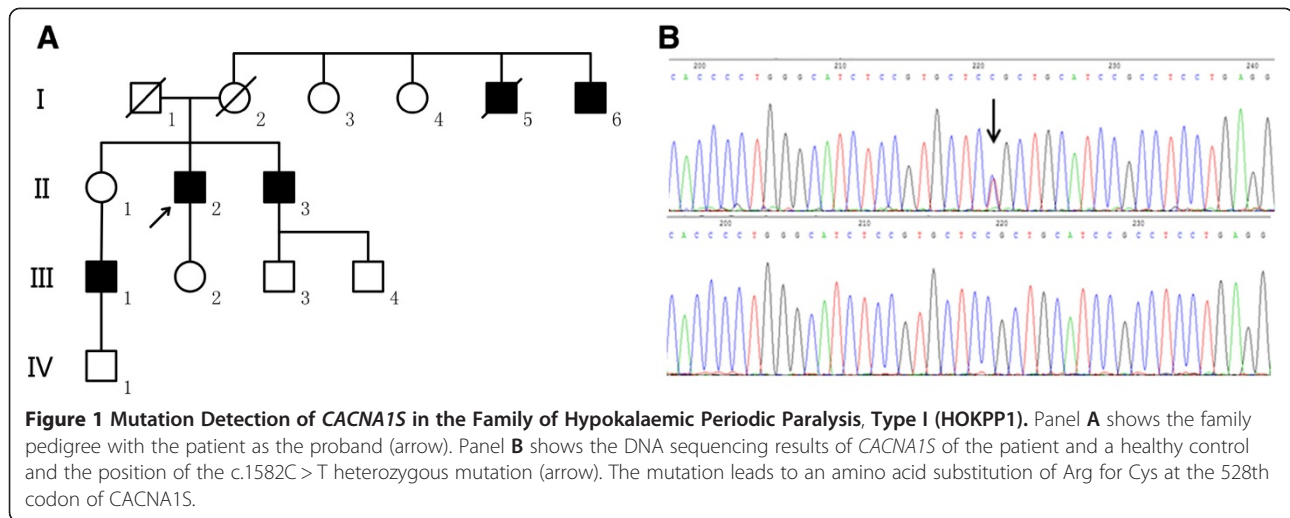 A
B
I
1
2
3
4
5
6
II
1
2
3
III
1
2
3
4
IV
1
200 210 220 240
C A C C C C T G G G C A T C T C C G T G C T C C G C T G C A T C C G C C T C C T G A G G
200 210 220 230
C A C C C C T G G G C A T C T C C G T G C T C C G C T G C A T C C G C C T C C T G A G G
Figure 1 Mutation Detection of CACNA1S in the Family of Hypokalaemic Periodic Paralysis, Type I (HOKPP1). Panel A shows the family
pedigree with the patient as the proband (arrow). Panel B shows the DNA sequencing results of CACNA1S of the patient and a healthy control
and the position of the c.1582C > T heterozygous mutation (arrow). The mutation leads to an amino acid substitution of Arg for Cys at the 528th
codon of CACNA1S.